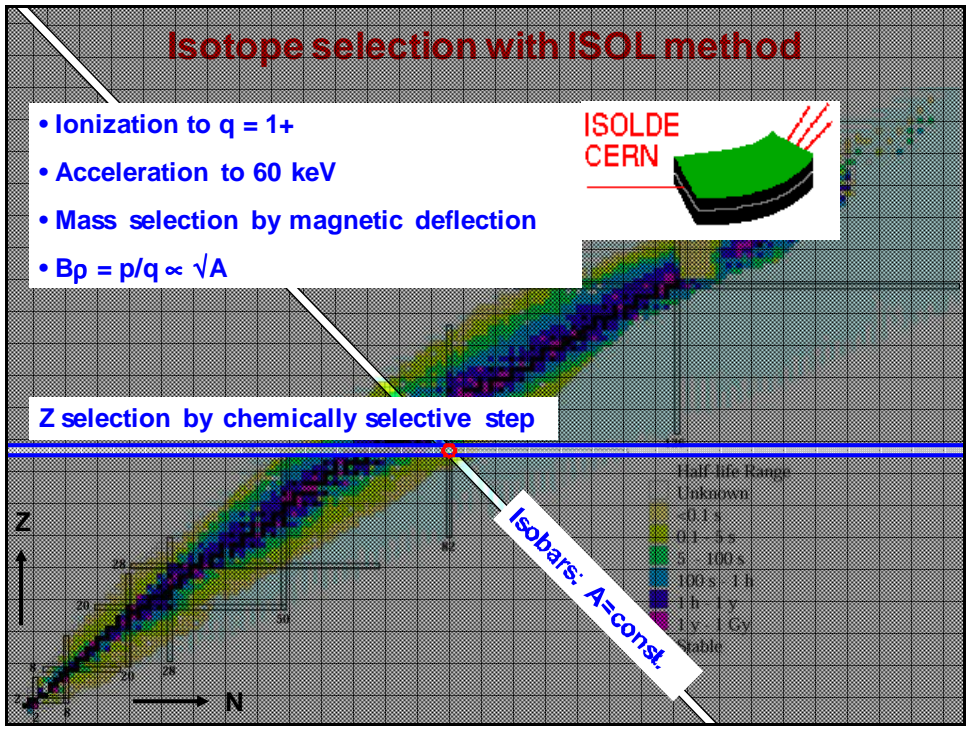 Isotope selection with ISOL method
• Ionization to q = 1+
• Acceleration to 60 keV
• Mass selection by magnetic deflection
• Bρ = p/q ∝ √A
ISOLDE
CERN
Z selection by chemically selective step
126
Half life Range
Unknown
<0.1 s
0.1 - 5 s
5 - 100 s
100 s - 1 h
1 h - 1 y
1 y - 1 Gy
Stable
Isobars: A=const.
Z
82
28
20
50
8
20
28
2
2
8
N